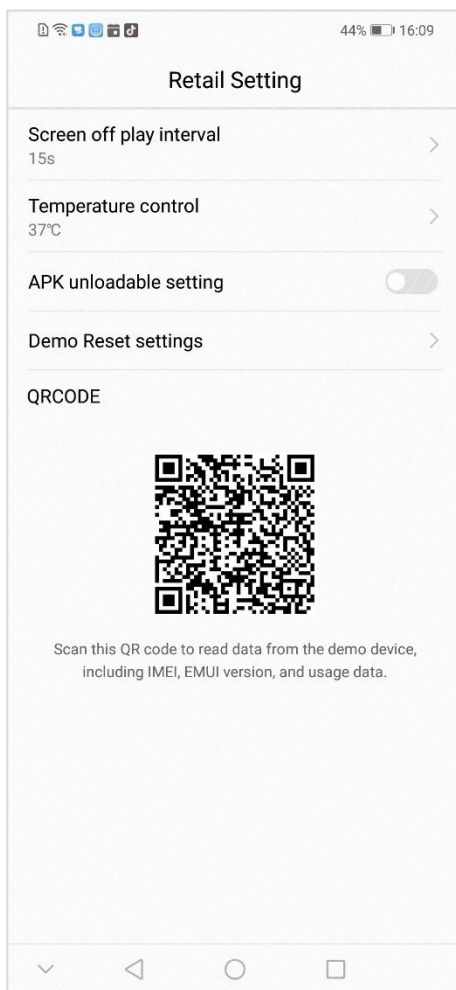 44% 16:09
Retail Setting
Screen off play interval
15s
Temperature control
37℃
APK unloadable setting
Demo Reset settings
QRCODE
Scan this QR code to read data from the demo device,
including IMEI, EMUI version, and usage data.